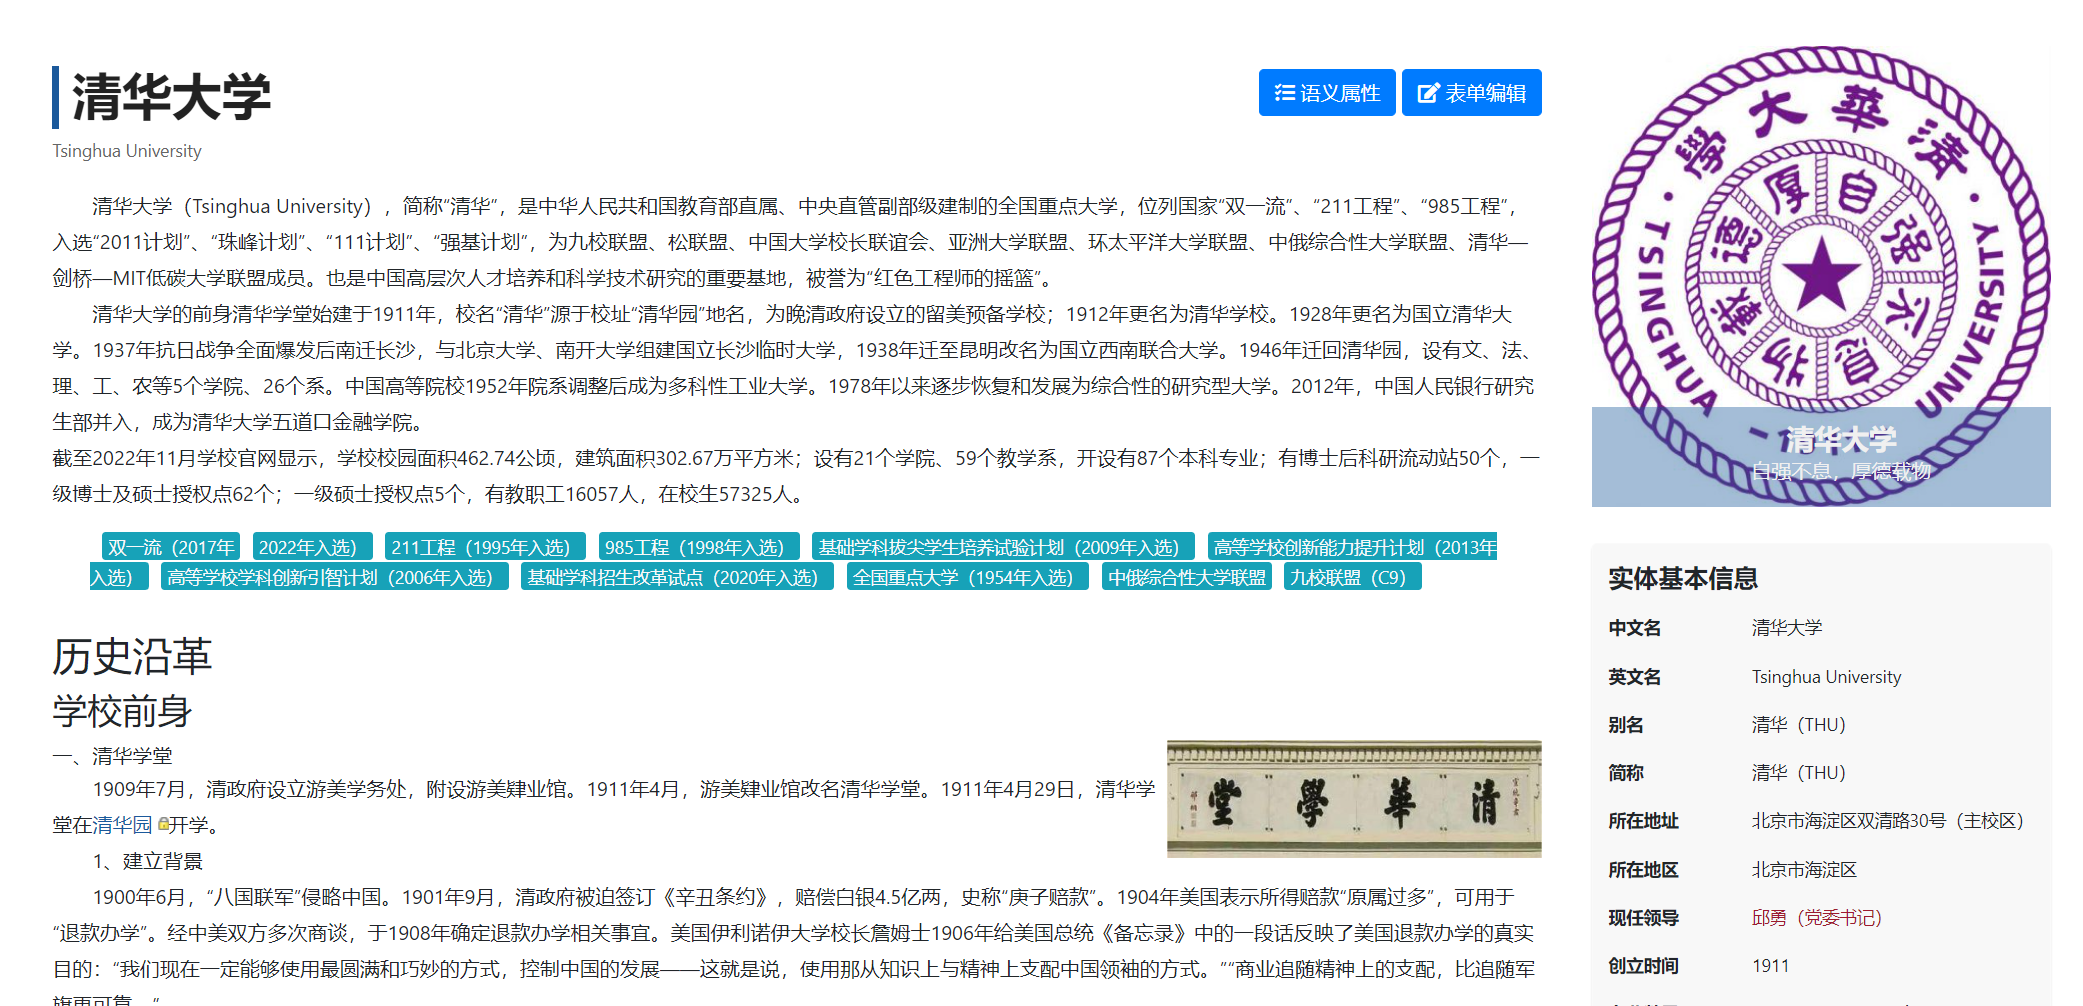 清华大学
语义属性
表单编辑
Tsinghua University
清华大学（Tsinghua University），简称“清华”，是中华人民共和国教育部直属、中央直管副部级建制的全国重点大学，位列国家“双一流”、“211工程”、“985工程”，
入选“2011计划”、“珠峰计划”、“111计划”、“强基计划”，为九校联盟、松联盟、中国大学校长联谊会、亚洲大学联盟、环太平洋大学联盟、中俄综合性大学联盟、清华—
剑桥—MIT低碳大学联盟成员。也是中国高层次人才培养和科学技术研究的重要基地，被誉为“红色工程师的摇篮”。
清华大学的前身清华学堂始建于1911年，校名“清华”源于校址“清华园”地名，为晚清政府设立的留美预备学校；1912年更名为清华学校。1928年更名为国立清华大
学。1937年抗日战争全面爆发后南迁长沙，与北京大学、南开大学组建国立长沙临时大学，1938年迁至昆明改名为国立西南联合大学。1946年迁回清华园，设有文、法、
理、工、农等5个学院、26个系。中国高等院校1952年院系调整后成为多科性工业大学。1978年以来逐步恢复和发展为综合性的研究型大学。2012年，中国人民银行研究
生部并入，成为清华大学五道口金融学院。
截至2022年11月学校官网显示，学校校园面积462.74公顷，建筑面积302.67万平方米；设有21个学院、59个教学系，开设有87个本科专业；有博士后科研流动站50个，一
级博士及硕士授权点62个；一级硕士授权点5个，有教职工16057人，在校生57325人。
双一流（2017年 2022年入选） 211工程（1995年入选） 985工程（1998年入选） 基础学科拔尖学生培养试验计划（2009年入选） 高等学校创新能力提升计划（2013年
入选） 高等学校学科创新引智计划（2006年入选） 基础学科招生改革试点（2020年入选） 全国重点大学（1954年入选） 中俄综合性大学联盟 九校联盟（C9）
历史沿革
学校前身
一、清华学堂
1909年7月，清政府设立游美学务处，附设游美肄业馆。1911年4月，游美肄业馆改名清华学堂。1911年4月29日，清华学
堂在清华园开学。
堂學華清
1、建立背景
1900年6月，“八国联军”侵略中国。1901年9月，清政府被迫签订《辛丑条约》，赔偿白银4.5亿两，史称“庚子赔款”。1904年美国表示所得赔款“原属过多”，可用于
“退款办学”。经中美双方多次商谈，于1908年确定退款办学相关事宜。美国伊利诺伊大学校长詹姆士1906年给美国总统《备忘录》中的一段话反映了美国退款办学的真实
目的：“我们现在一定能够使用最圆满和巧妙的方式，控制中国的发展——这就是说，使用那从知识上与精神上支配中国领袖的方式。”“商业追随精神上的支配，比追随军
旗更可靠。“
學大華清
TSINGHUA UNIVERSITY
自强不息
厚德載物
清华大学
自强不息，厚德载物
实体基本信息
中文名 清华大学
英文名 Tsinghua University
别名 清华（THU）
简称 清华（THU）
所在地址 北京市海淀区双清路30号（主校区）
所在地区 北京市海淀区
现任领导 邱勇（党委书记）
创立时间 1911